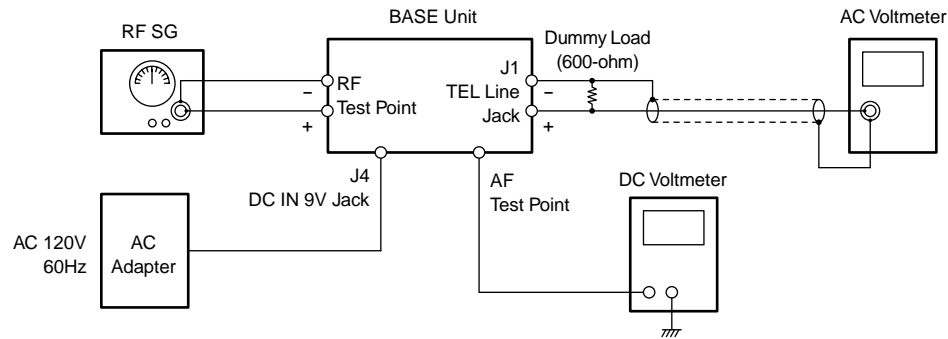 BASE Unit
AC Voltmeter
RF SG
Dummy Load
(600-ohm)
RF
Test Point
−
+
J1
TEL Line
Jack
−
+
J4
DC IN 9V Jack
AF
Test Point
DC Voltmeter
AC 120V
60Hz
AC
Adapter